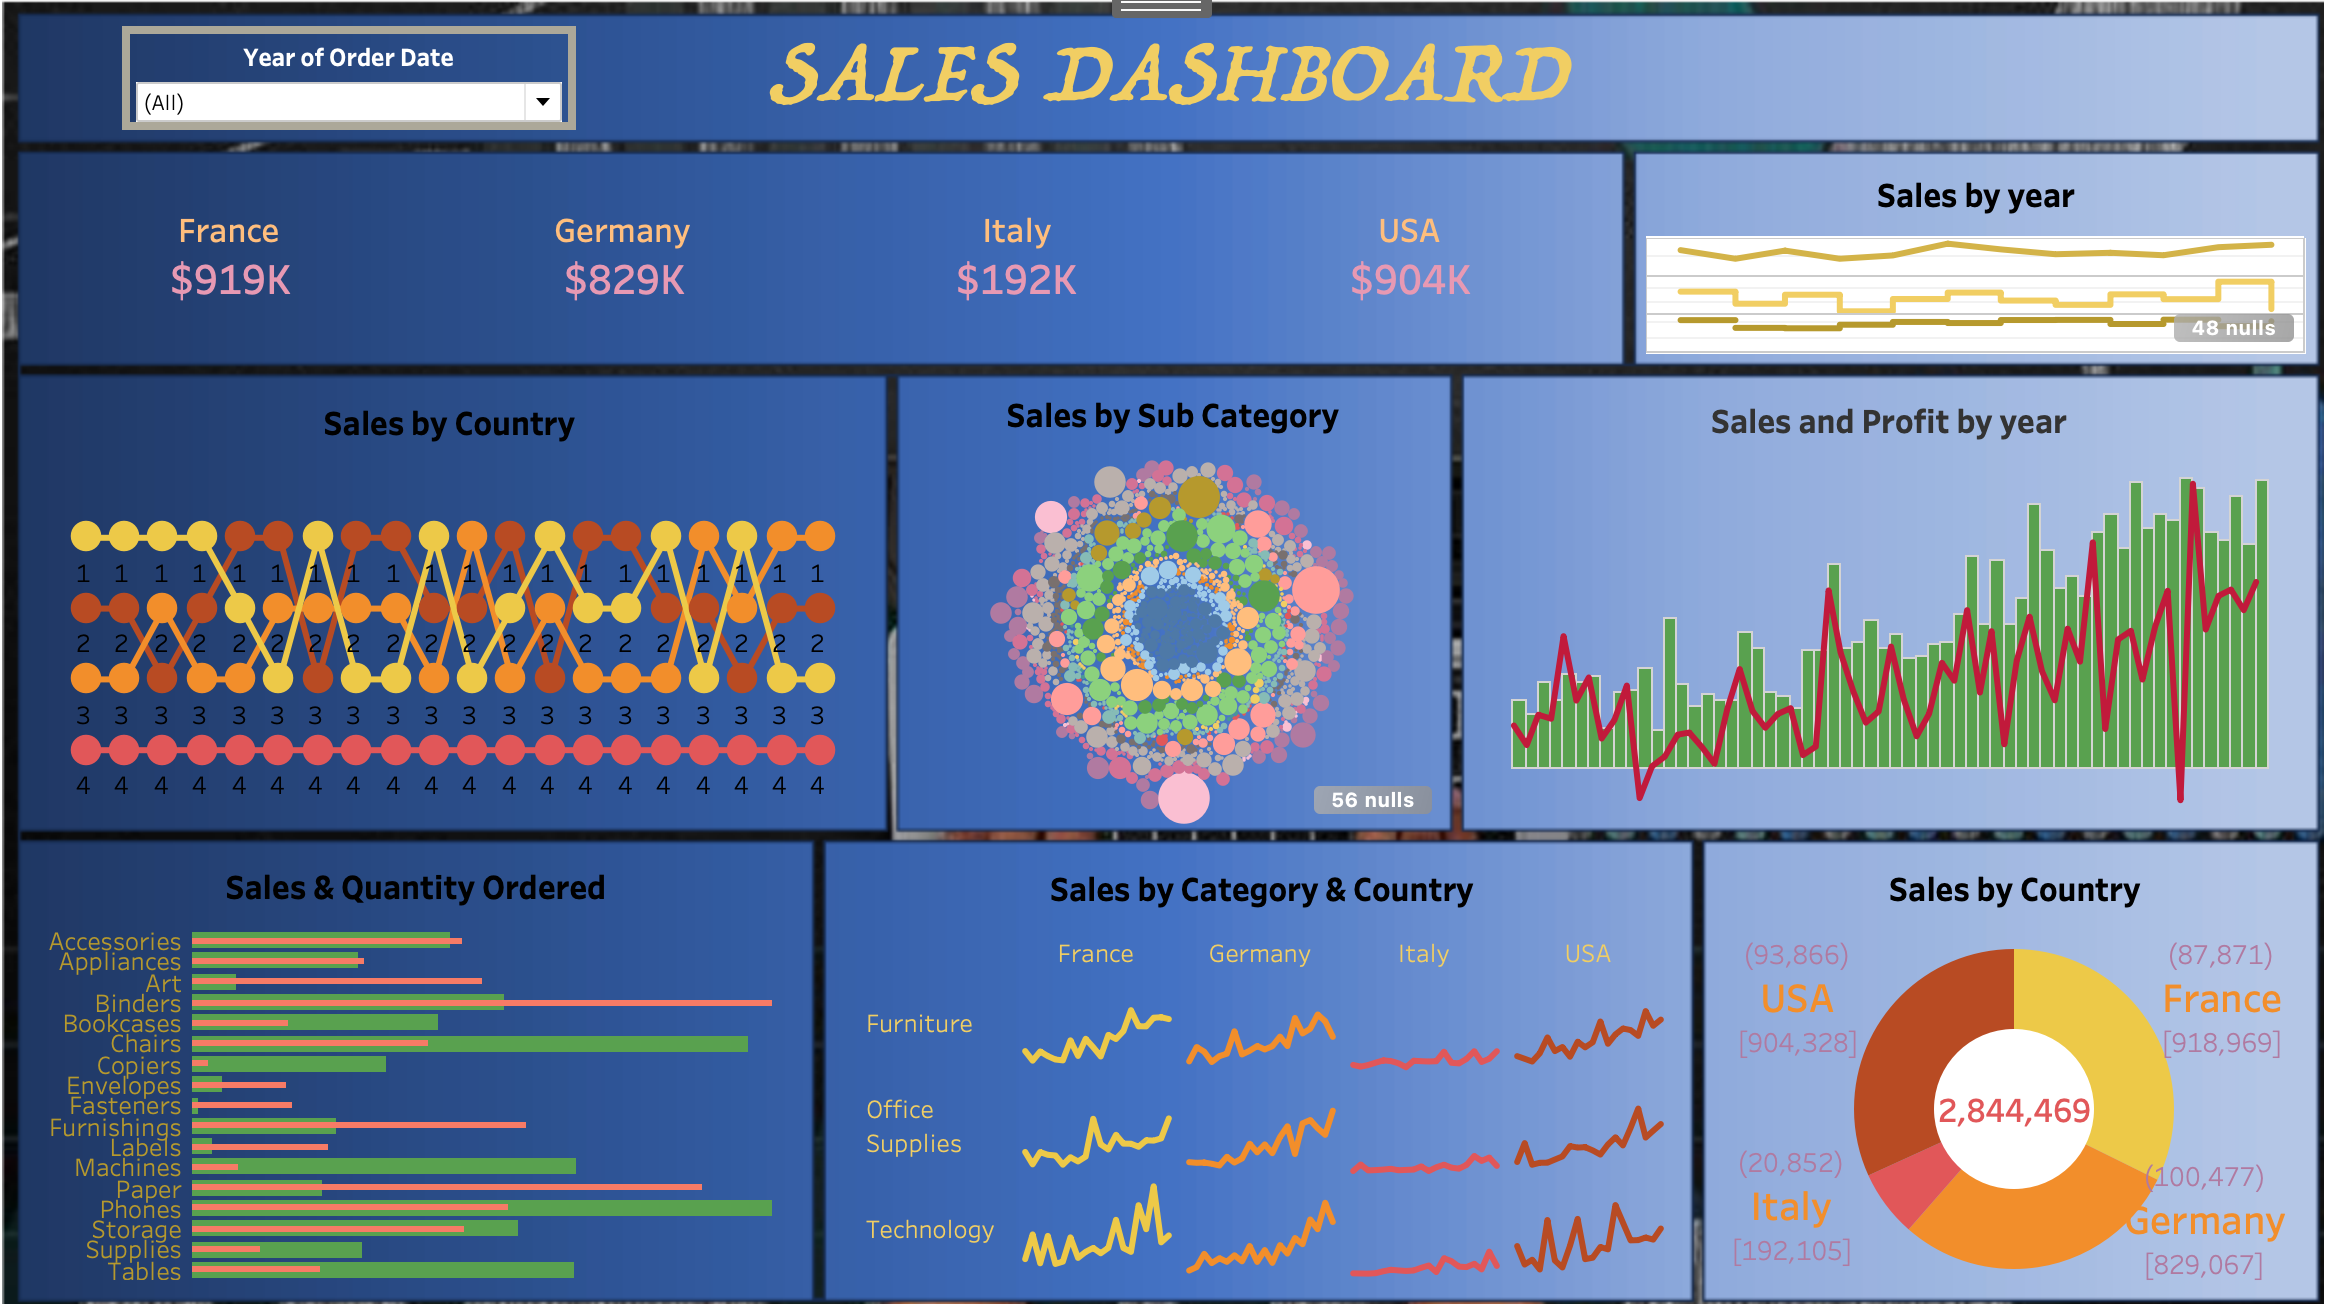 Year of Order Date
(All)
SALES DASHBOARD
France
$919K
Germany
$829K
Italy
$192K
USA
$904K
Sales by year
48 nulls
Sales by Country
1 1 1 1 1 1 1 1 1 1 1 1 1 1 1 1 1 1 1 1
2 2 2 2 2 2 2 2 2 2 2 2 2 2 2 2 2 2 2 2
3 3 3 3 3 3 3 3 3 3 3 3 3 3 3 3 3 3 3 3
4 4 4 4 4 4 4 4 4 4 4 4 4 4 4 4 4 4 4 4
Sales by Sub Category
56 nulls
Sales and Profit by year
Sales & Quantity Ordered
Accessories
Appliances
Art
Binders
Bookcases
Chairs
Copiers
Envelopes
Fasteners
Furnishings
Labels
Machines
Paper
Phones
Storage
Supplies
Tables
Sales by Category & Country
France Germany Italy USA
Furniture
Office
Supplies
Technology
Sales by Country
(93,866)
USA
[904,328]
(87,871)
France
[918,969]
2,844,469
(20,852)
Italy
[192,105]
(100,477)
Germany
[829,067]